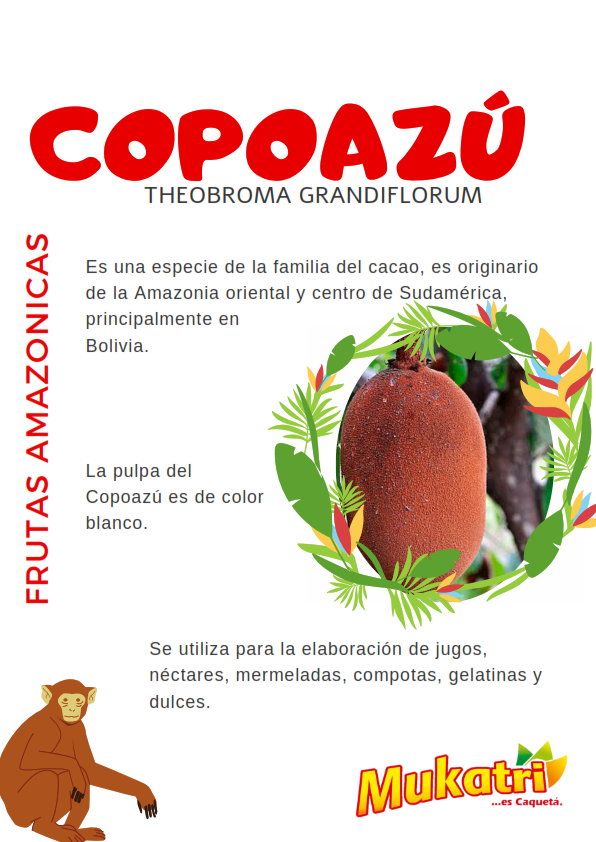 COPOAZÚ
THEOBROMA GRANDIFLORUM
FRUTAS AMAZONICAS
Es una especie de la familia del cacao, es originario
de la Amazonia oriental y centro de Sudamérica,
principalmente en
Bolivia.
La pulpa del
Copoazú es de color
blanco.
Se utiliza para la elaboración de jugos,
néctares, mermeladas, compotas, gelatinas y
dulces.
Mukatri
...es Caquetá.